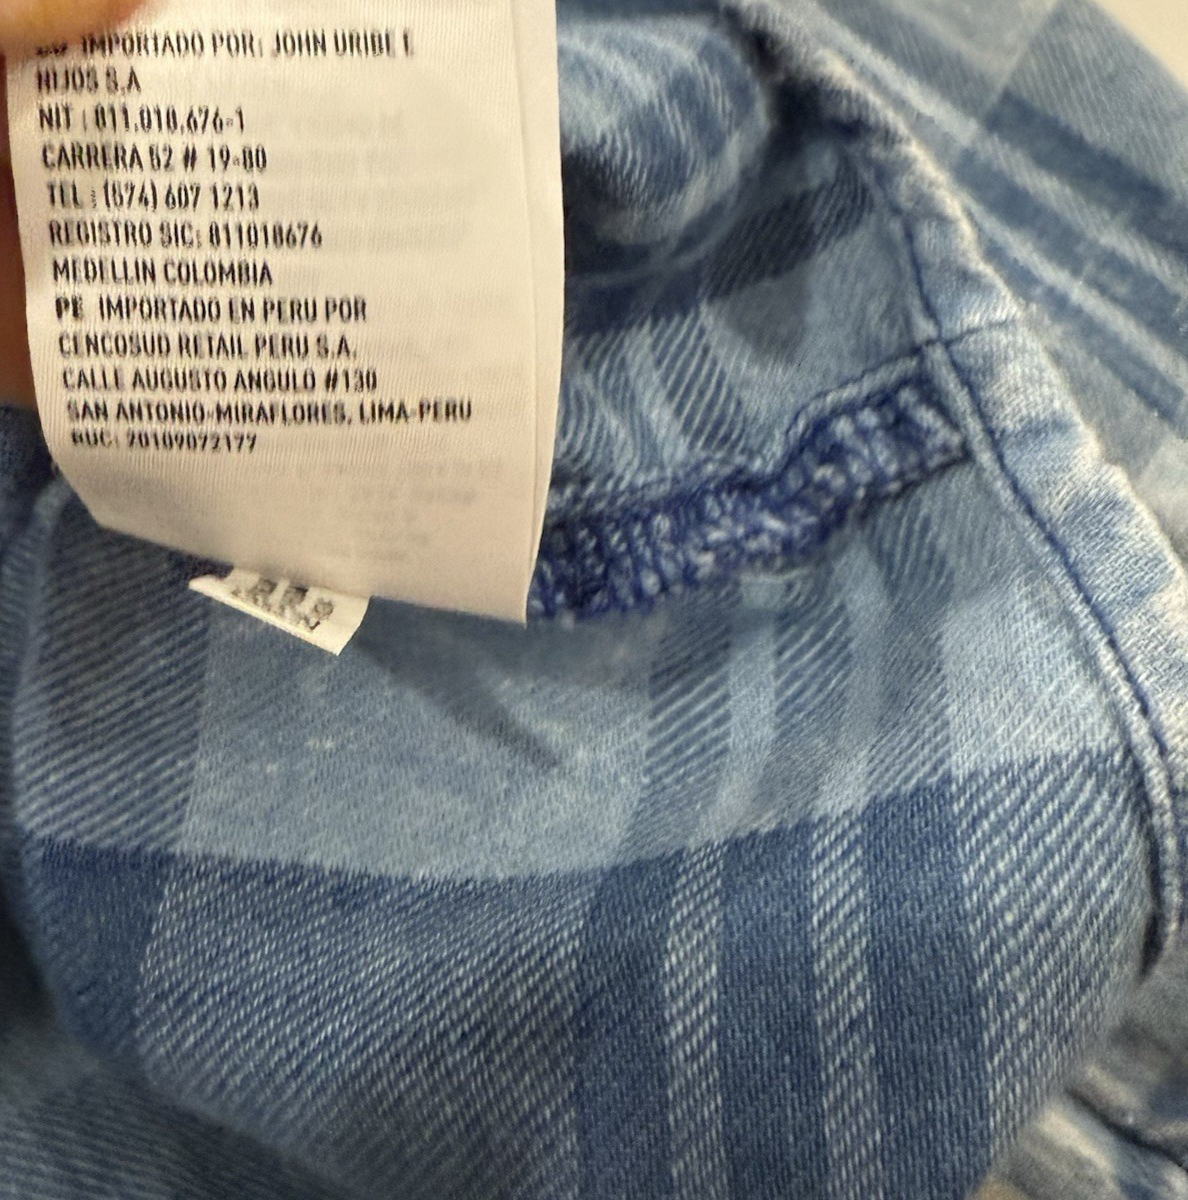 IMPORTADO POR: JOHN URIBE E
HIJOS S.A
NIT : 811.018.676-1
CARRERA 52 # 19-80
TEL : (574) 607 1213
REGISTRO SIC: 811018676
MEDELLIN COLOMBIA
PE IMPORTADO EN PERU POR
CENCOSUD RETAIL PERU S.A.
CALLE AUGUSTO ANGULO #130
SAN ANTONIO-MIRAFLORES, LIMA-PERU
RUC: 20109072177